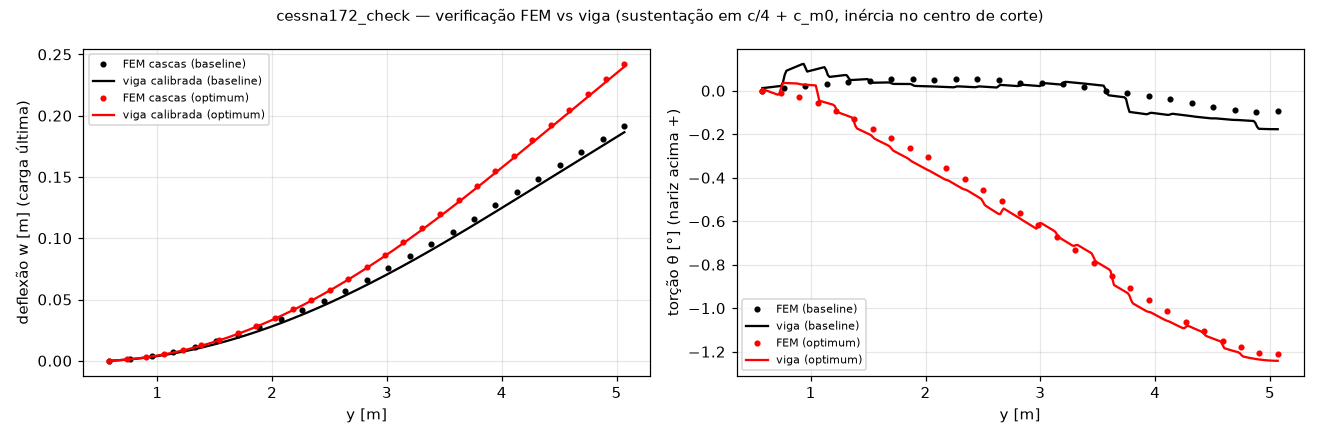 cessna172_check — verificação FEM vs viga (sustentação em c/4 + c_m0, inércia no centro de corte)
deflexão w [m] (carga última)
0.25
0.20
0.15
0.10
0.05
0.00
FEM cascas (baseline)
viga calibrada (baseline)
FEM cascas (optimum)
viga calibrada (optimum)
1
2
3
4
5
y [m]
torção θ [°] (nariz acima +)
0.0
−0.2
−0.4
−0.6
−0.8
−1.0
−1.2
FEM (baseline)
viga (baseline)
FEM (optimum)
viga (optimum)
1
2
3
4
5
y [m]